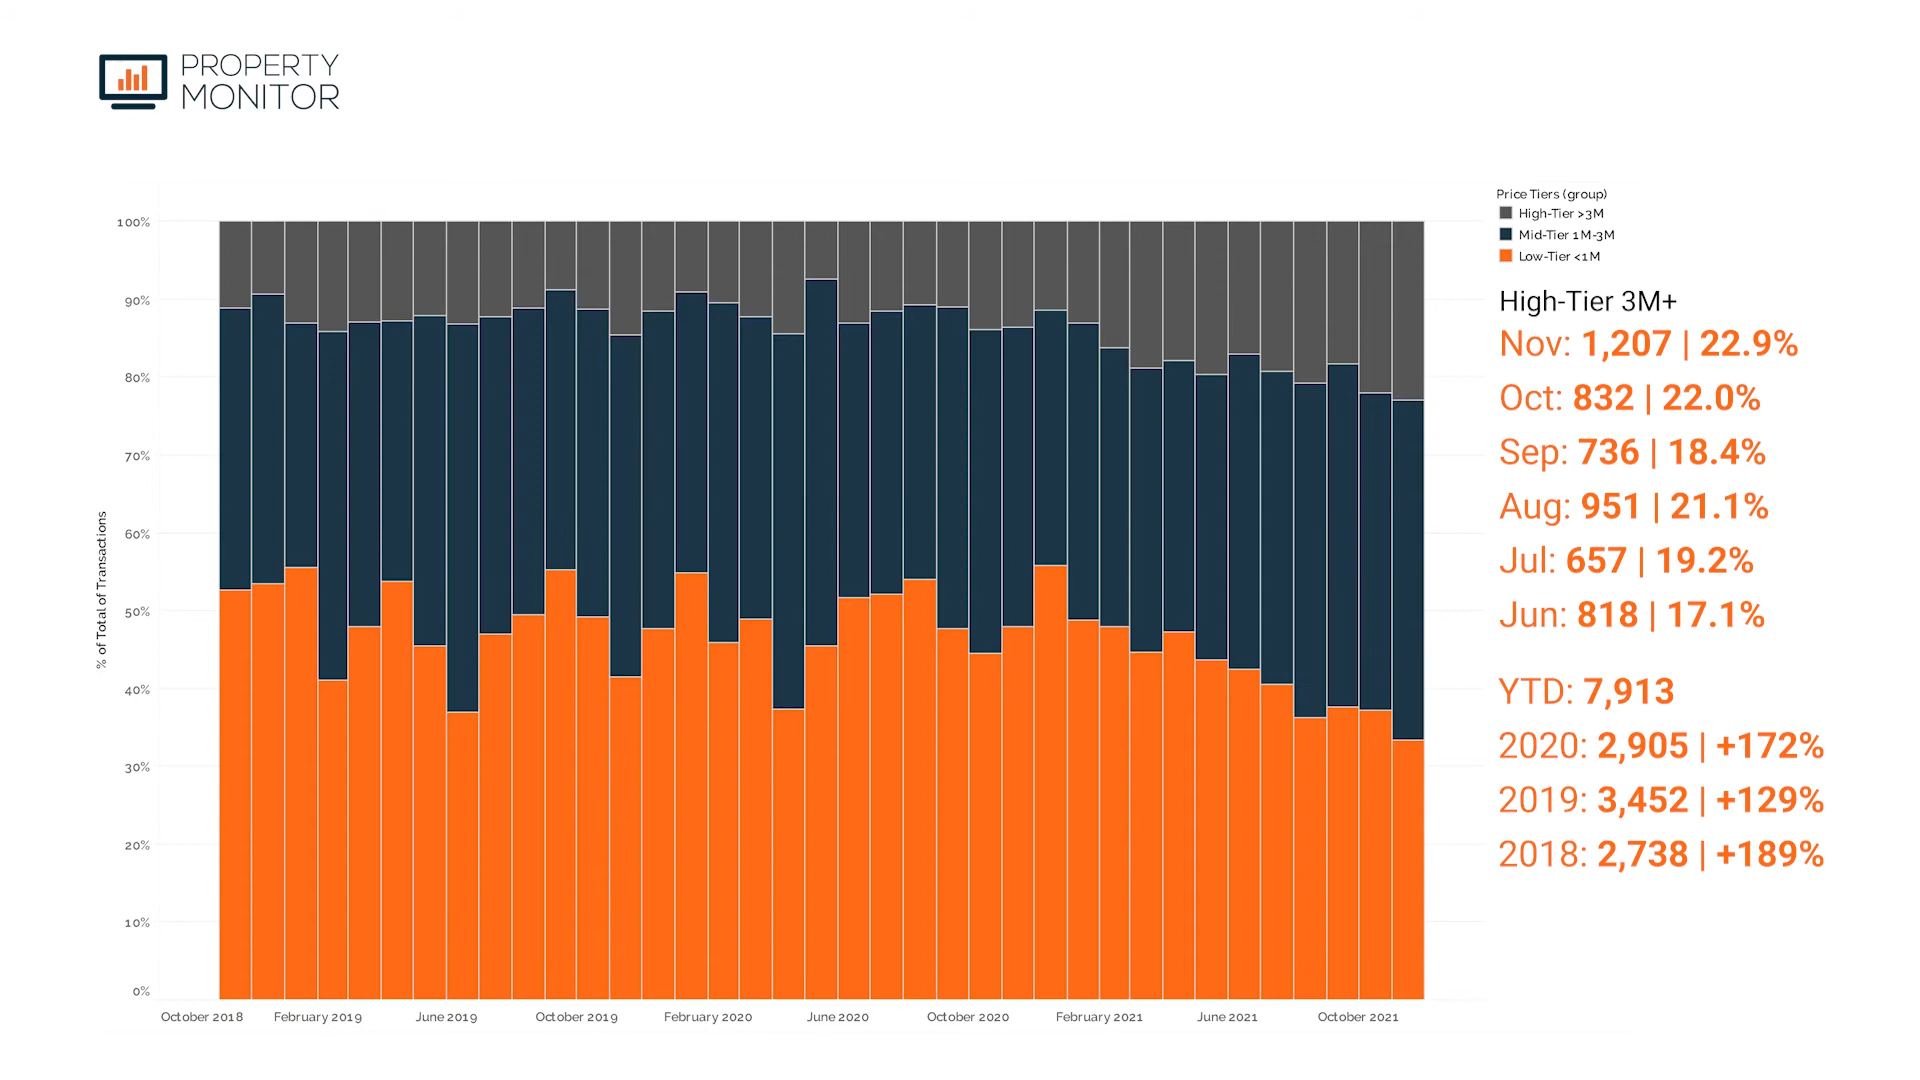 PROPERTY
MONITOR
Price Tiers (group)
High-Tier >3M
Mid-Tier 1M-3M
Low-Tier <1M
High-Tier 3M+
Nov: 1,207 | 22.9%
Oct: 832 | 22.0%
Sep: 736 | 18.4%
Aug: 951 | 21.1%
Jul: 657 | 19.2%
Jun: 818 | 17.1%
YTD: 7,913
2020: 2,905 | +172%
2019: 3,452 | +129%
2018: 2,738 | +189%
% of Total of Transactions
100%
90%
80%
70%
60%
50%
40%
30%
20%
10%
0%
October 2018 February 2019 June 2019 October 2019 February 2020 June 2020 October 2020 February 2021 June 2021 October 2021